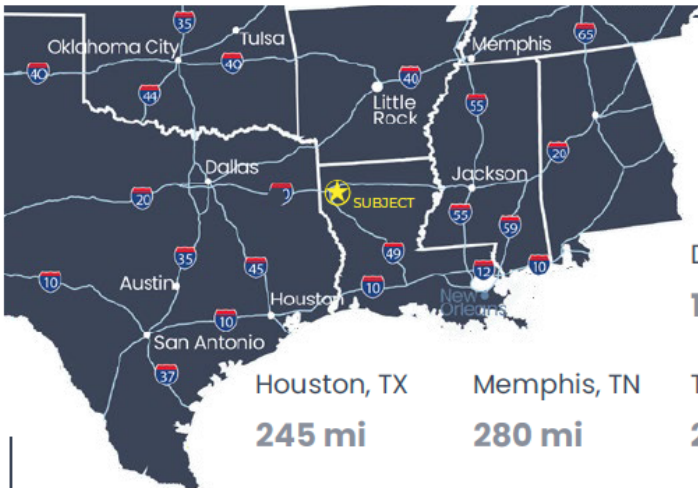 35
Tulsa
Oklahoma City
65
Memphis
40
40
40
44
Little
Rock
55
20
Dallas
Jackson
20
SUBJECT
55
59
49
35
45
12
10
10
10
Austin
New
Orleans
Houston
10
San Antonio
37
Houston, TX
Memphis, TN
245 mi
280 mi